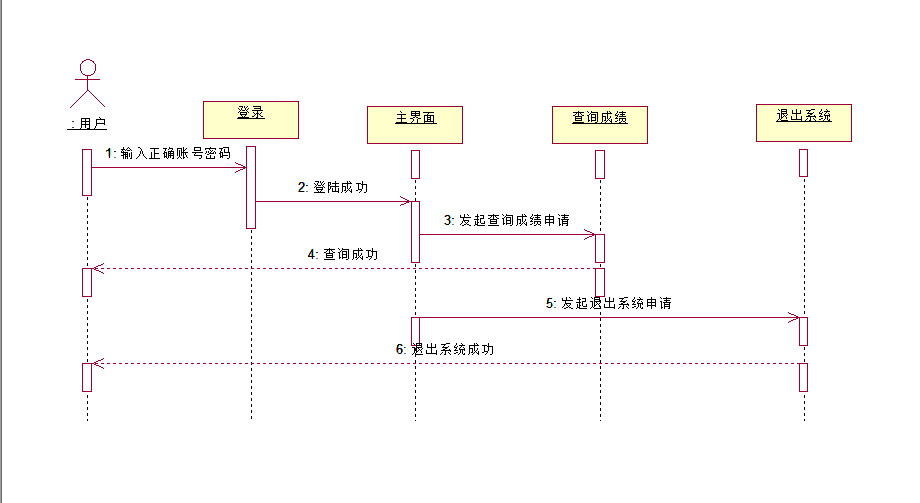 : 用户
登录
主界面
查询成绩
退出系统
1: 输入正确账号密码
2: 登陆成功
3: 发起查询成绩申请
4: 查询成功
5: 发起退出系统申请
6: 退出系统成功